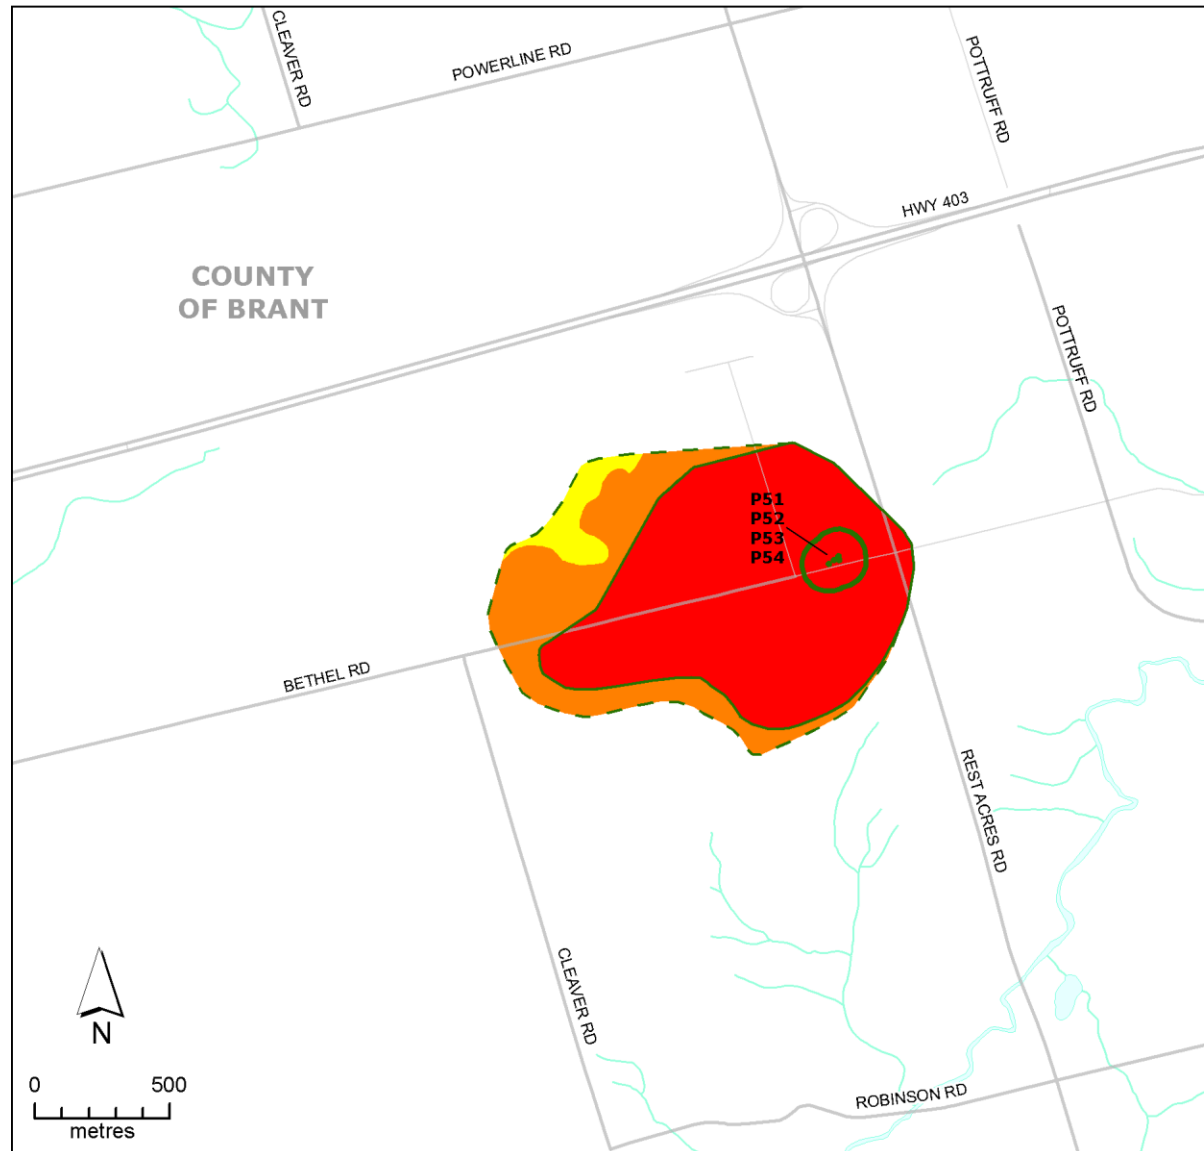 CLEAVER RD
POWERLINE RD
POTTRUFF RD
HWY 403
COUNTY
OF BRANT
POTTRUFF RD
P51
P52
P53
P54
BETHEL RD
REST ACRES RD
CLEAVER RD
N
0 500
metres
ROBINSON RD